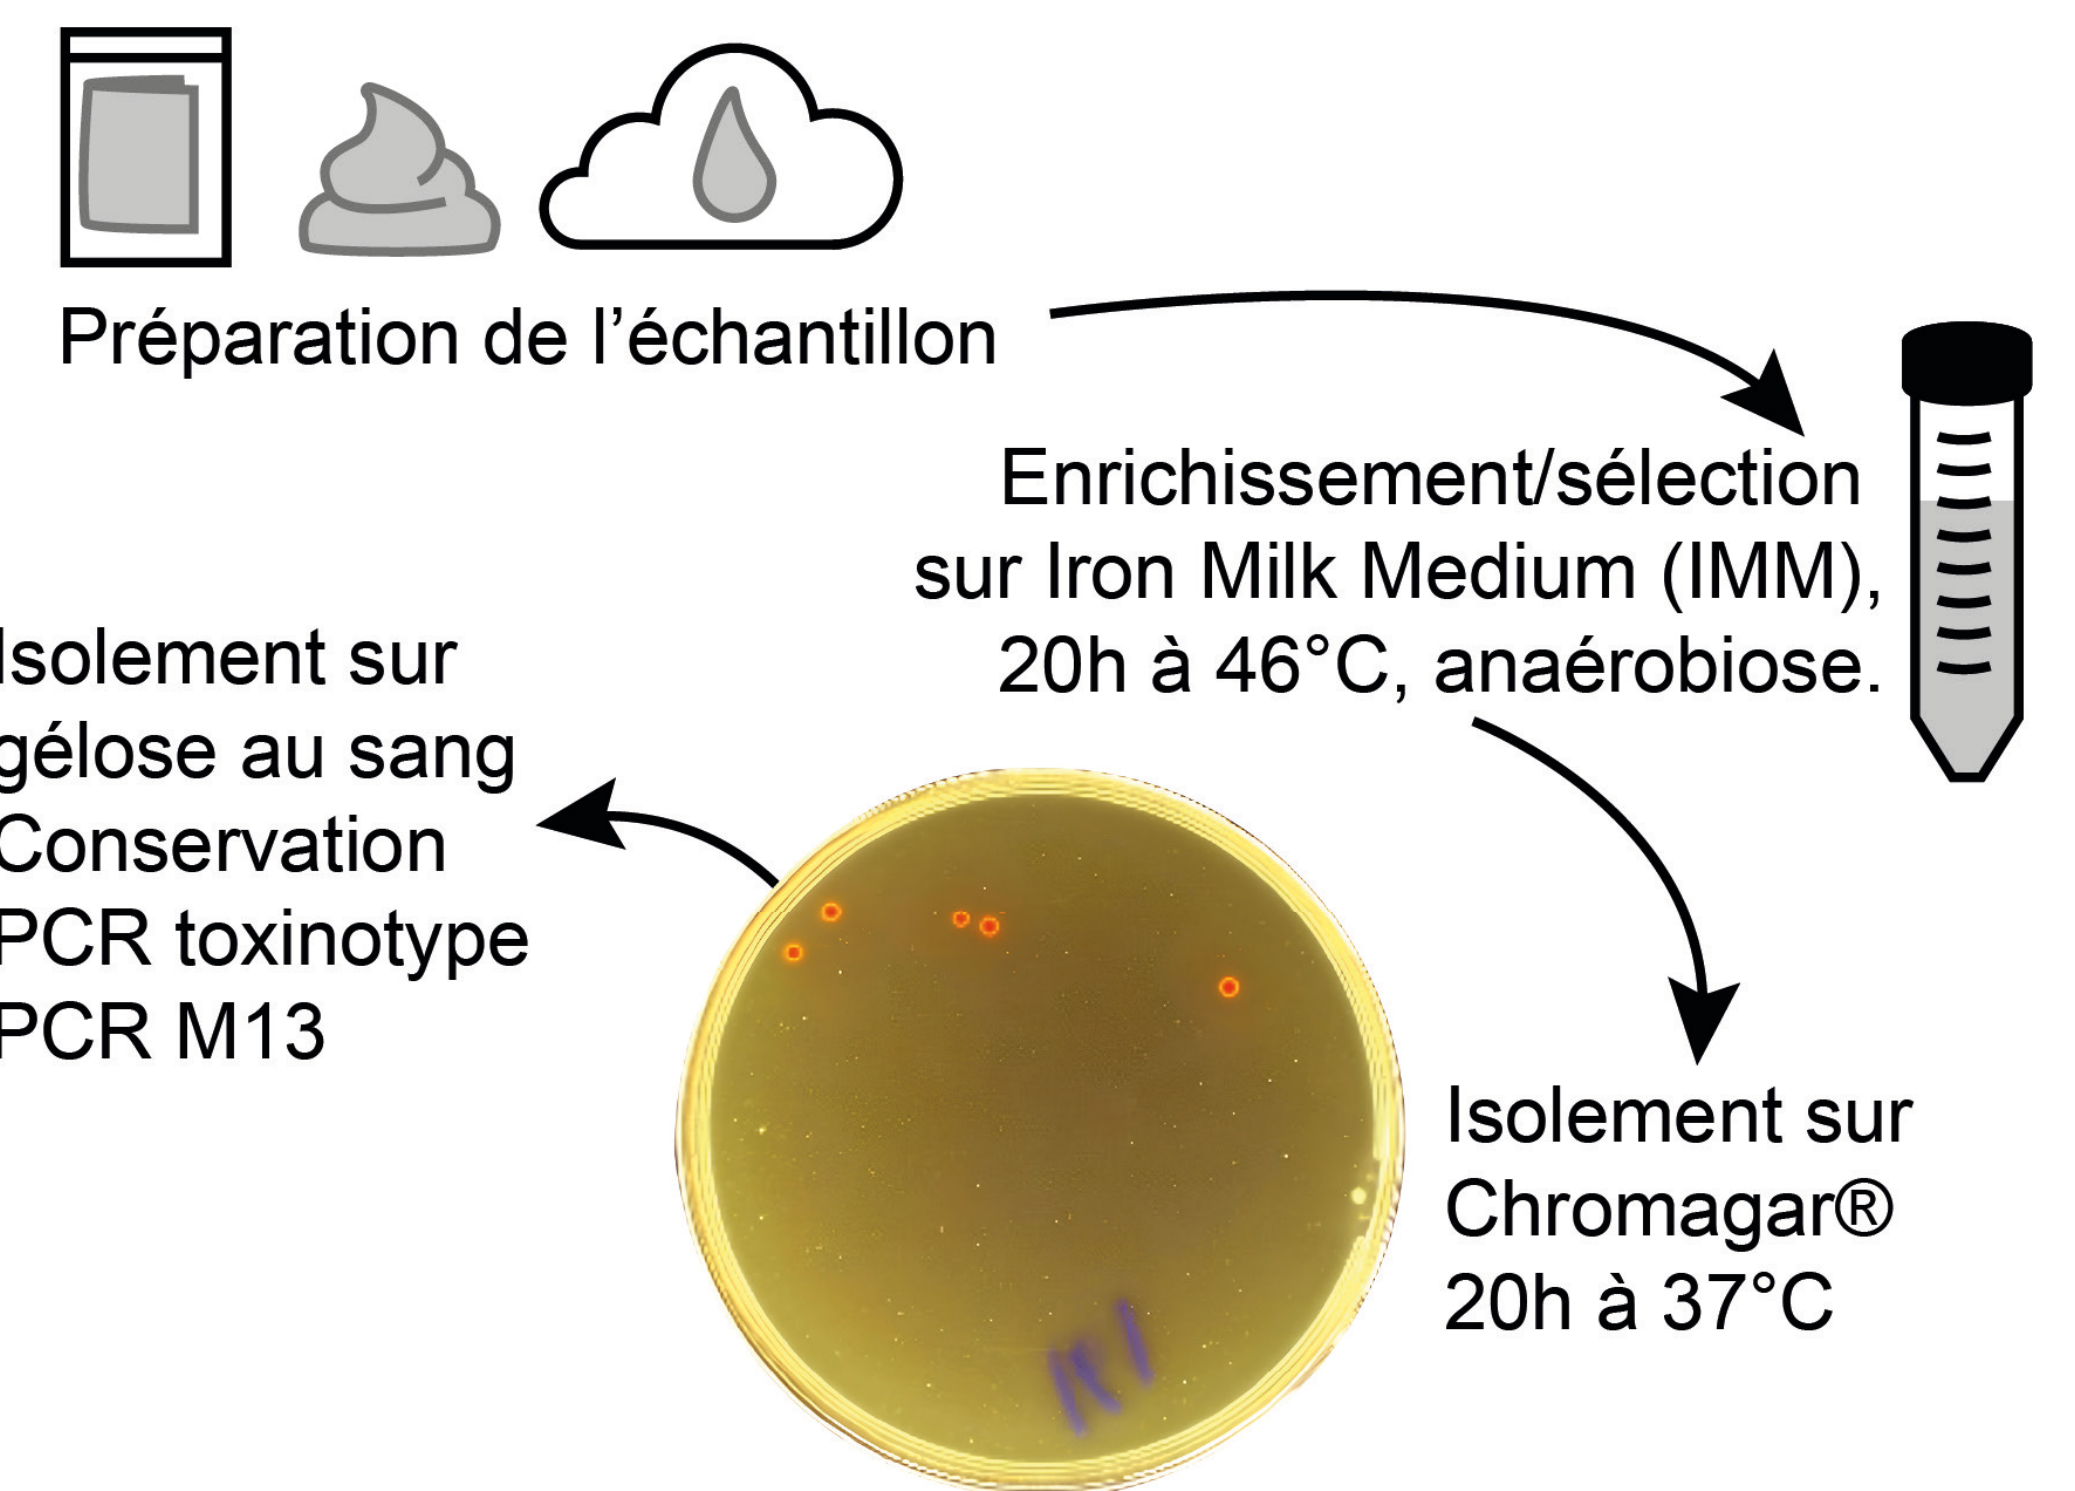 Préparation de l'échantillon
Enrichissement/sélection
sur Iron Milk Medium (IMM),
20h à 46°C, anaérobiose.
Isolement sur
Chromagar®
20h à 37°C
Isolement sur
gélose au sang
Conservation
PCR toxinotype
PCR M13